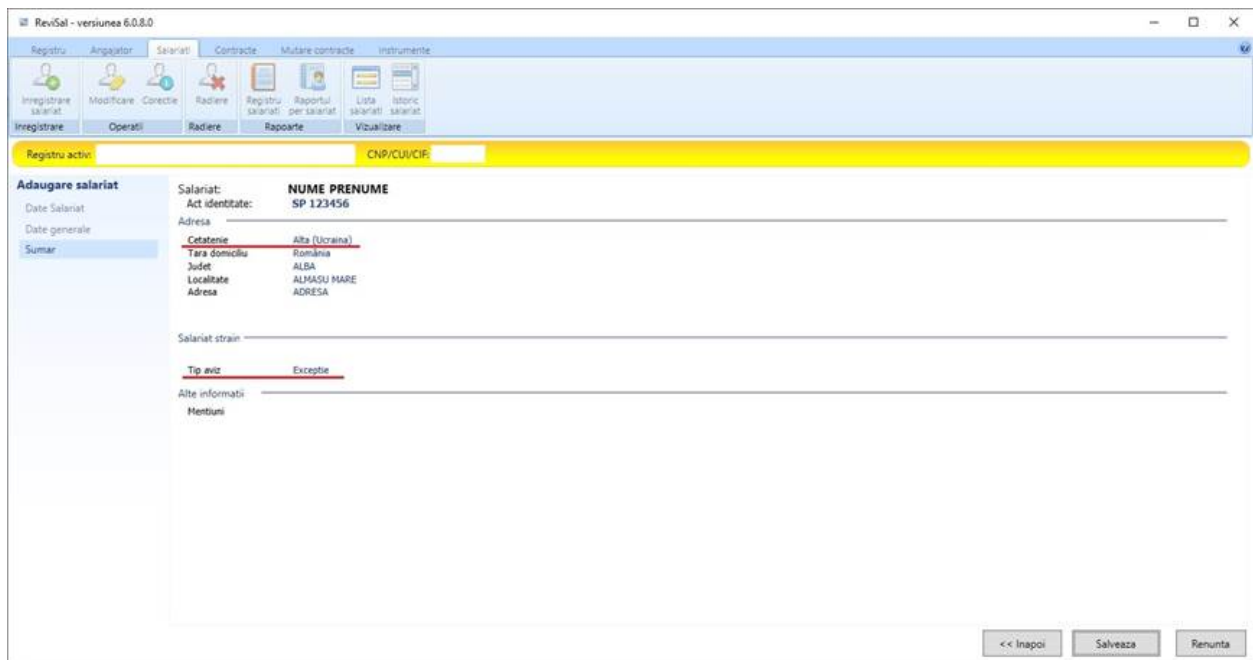 ReviSal - versiunea 6.0.8.0
Registru Angajator Salariati Contracte Mutare contracte Instrumente
Inregistrare salariat Modificare Corectie Radiere Registru salariati Raportul per salariat Lista salariati Istoric salariat
Inregistrare Operatii Radiere Rapoarte Vizualizare
Registru activ: CNP/CUI/CIF:
Adaugare salariat
Date Salariat
Date generale
Sumar
Salariat: NUME PRENUME
Act identitate: SP 123456
Adresa
Cetatenie Alta (Ucraina)
Tara domiciliu România
Judet ALBA
Localitate ALMASU MARE
Adresa ADRESA
Salariat strain
Tip aviz Exceptie
Alte informatii
Mentiuni
<< Inapoi Salveaza Renunta